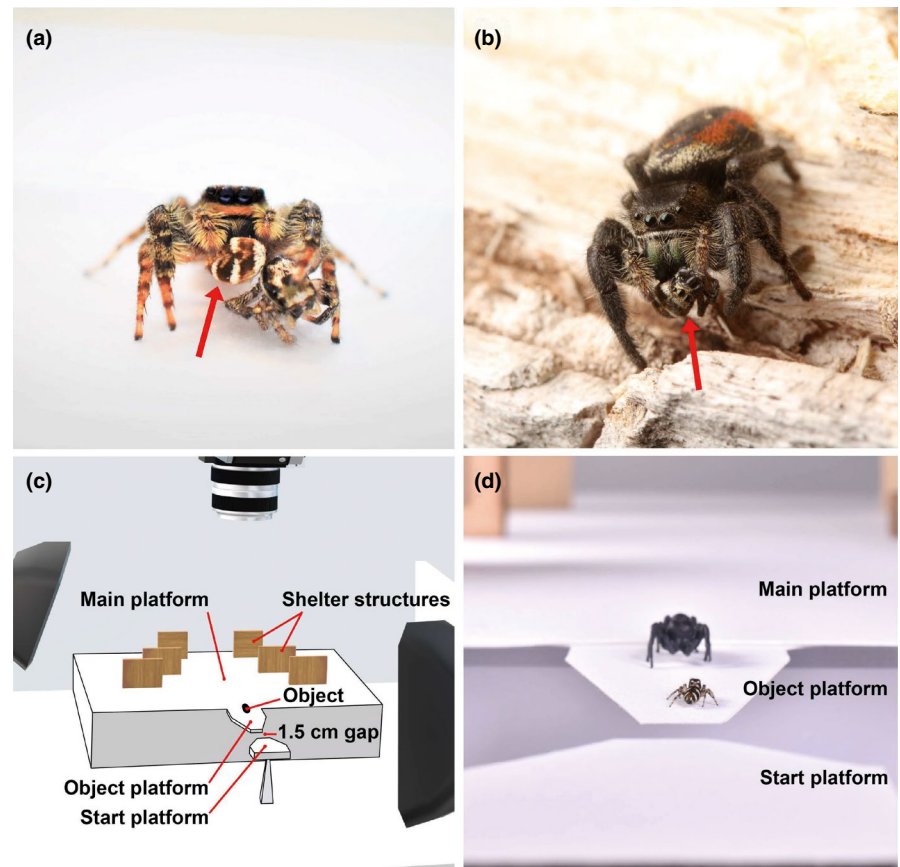 (a)
(b)
(c)
Main platform
Shelter structures
Object
1.5 cm gap
Object platform
Start platform
(d)
Main platform
Object platform
Start platform